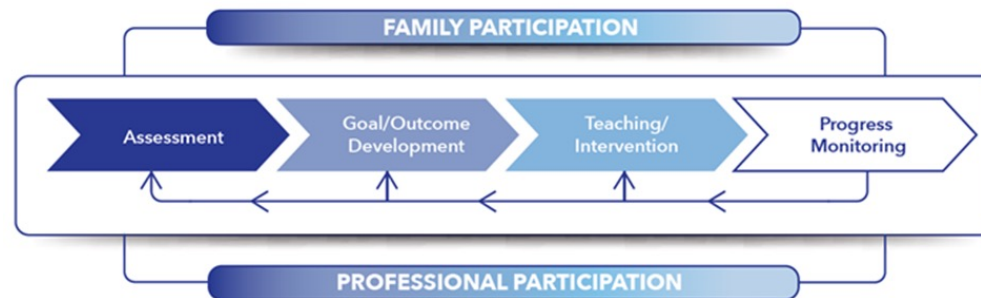 FAMILY PARTICIPATION
Assessment
Goal/Outcome
Development
Teaching/
Intervention
Progress
Monitoring
PROFESSIONAL PARTICIPATION